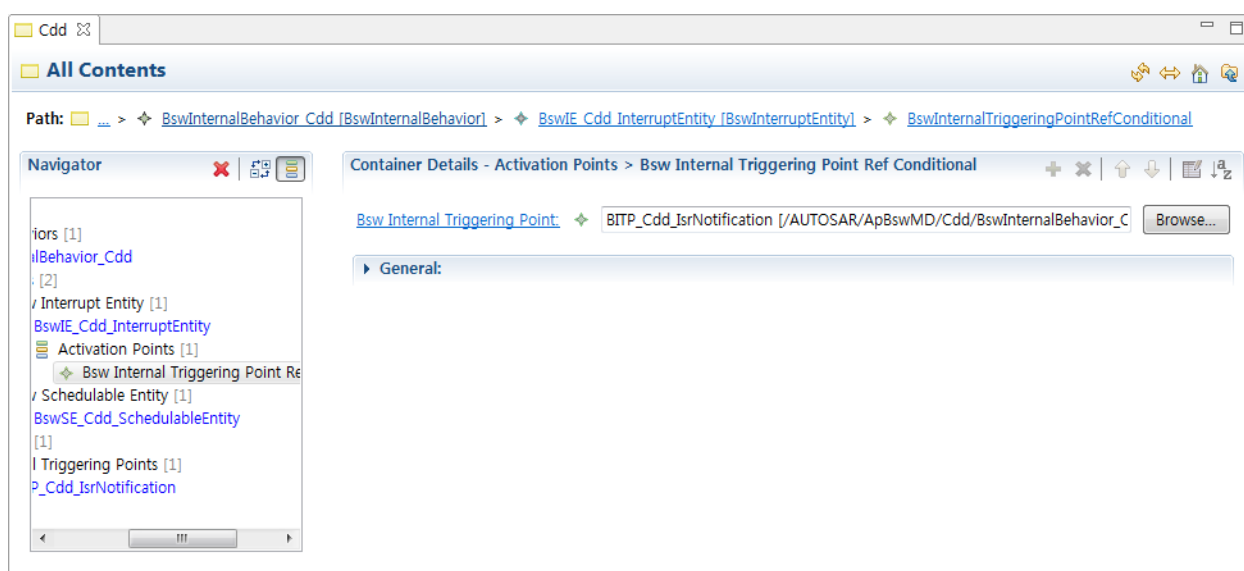 Cdd
All Contents
Path: ... > BswInternalBehavior_Cdd [BswInternalBehavior] > BswIE_Cdd_InterruptEntity [BswInterruptEntity] > BswInternalTriggeringPointRefConditional
Navigator
iors [1]
lBehavior_Cdd
[2]
Interrupt Entity [1]
BswIE_Cdd_InterruptEntity
Activation Points [1]
Bsw Internal Triggering Point Re
Schedulable Entity [1]
BswSE_Cdd_SchedulableEntity
[1]
l Triggering Points [1]
P_Cdd_IsrNotification
Container Details - Activation Points > Bsw Internal Triggering Point Ref Conditional
Bsw Internal Triggering Point: BITP_Cdd_IsrNotification [/AUTOSAR/ApBswMD/Cdd/BswInternalBehavior_C Browse...
General: